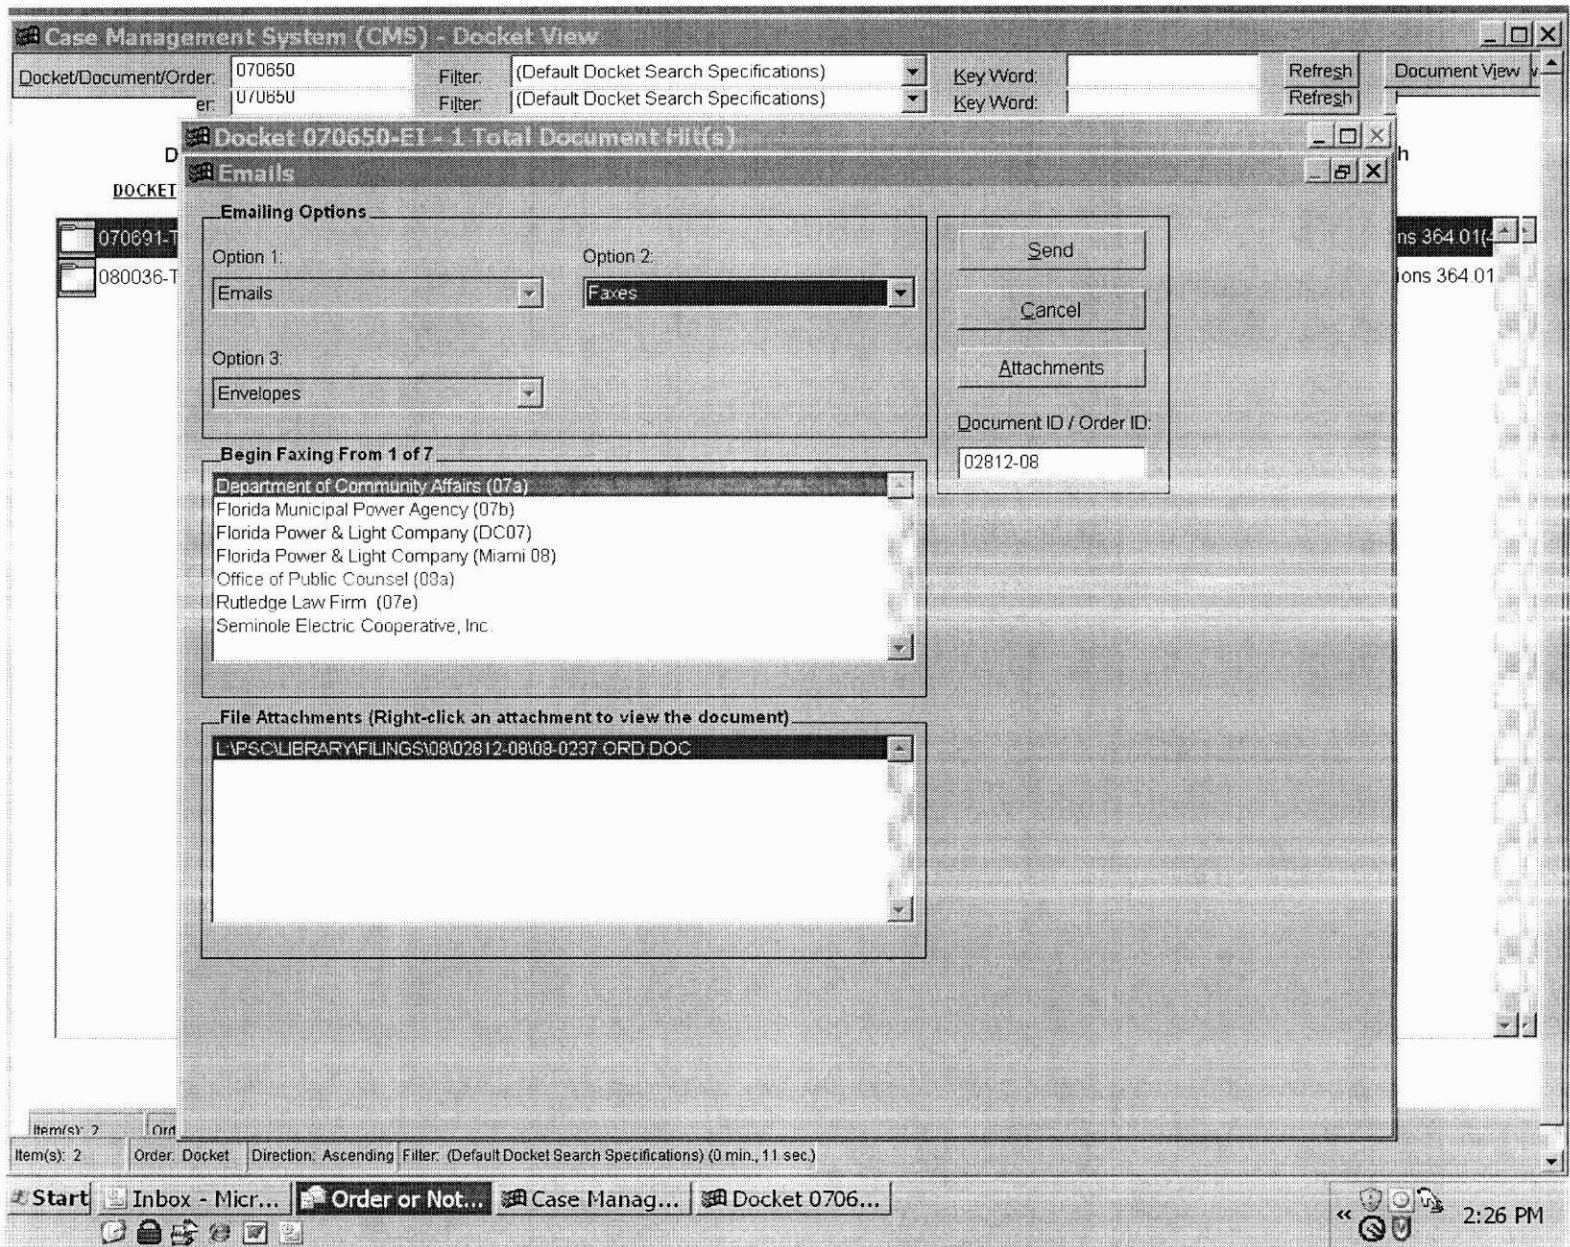 Case Management System (CMS) - Docket View
Docket/Document/Order: 070650 Filter: (Default Docket Search Specifications) Key Word: Refresh Document View
er: 070650 Filter: (Default Docket Search Specifications) Key Word: Refresh
Docket 070650-EI - 1 Total Document Hit(s)
D h
DOCKET Emails
Emailing Options
070691-T ns 364.01(4
Option 1: Option 2: Send
080036-T ions 364.01
Emails Faxes
Cancel
Option 3:
Attachments
Envelopes
Document ID / Order ID:
Begin Faxing From 1 of 7
02812-08
Department of Community Affairs (07a)
Florida Municipal Power Agency (07b)
Florida Power & Light Company (DC07)
Florida Power & Light Company (Miami 08)
Office of Public Counsel (08a)
Rutledge Law Firm (07e)
Seminole Electric Cooperative, Inc.
File Attachments (Right-click an attachment to view the document)
L:\PSC\LIBRARY\FILINGS\08\02812-08\08-0237.ORD.DOC
Item(s): 2 Ord
Item(s): 2 Order: Docket Direction: Ascending Filter: (Default Docket Search Specifications) (0 min., 11 sec.)
Start Inbox - Micr... Order or Not... Case Manag... Docket 0706...
« 2:26 PM